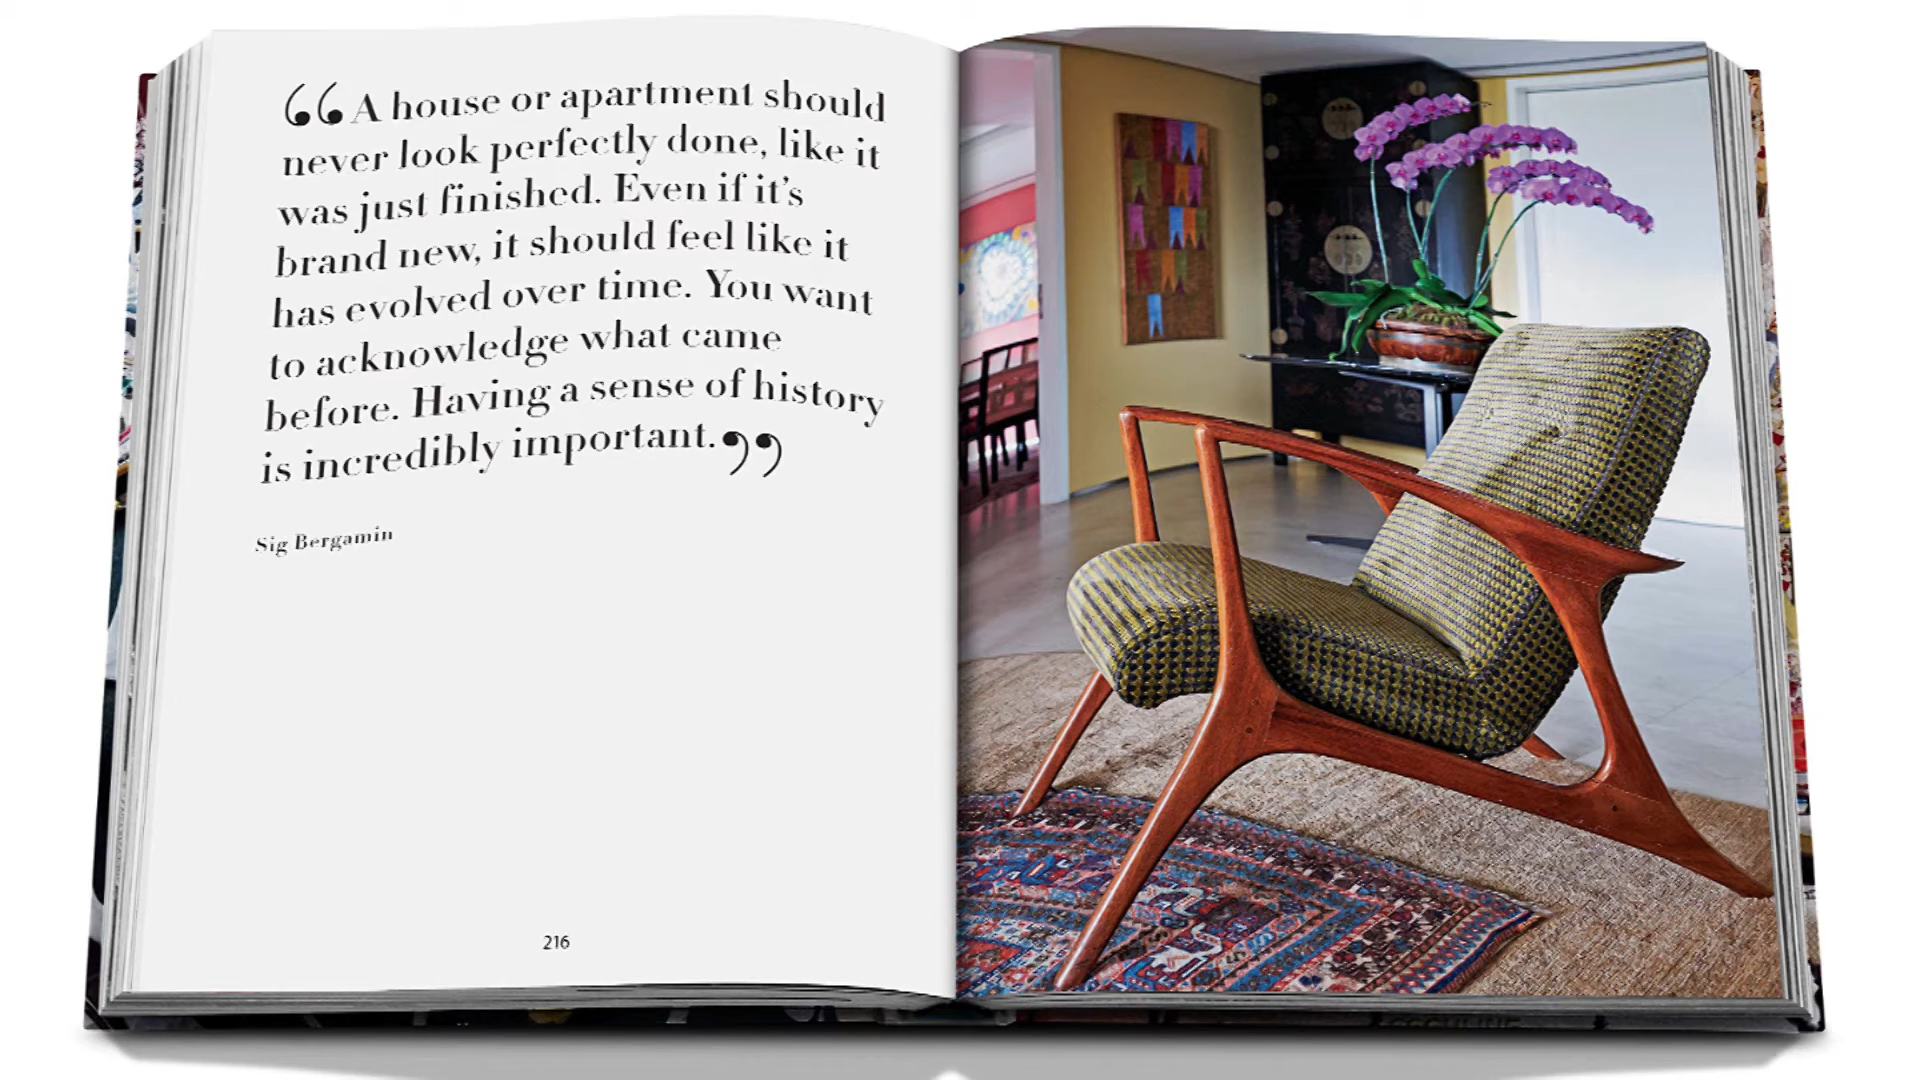 “A house or apartment should
never look perfectly done, like it
was just finished. Even if it’s
brand new, it should feel like it
has evolved over time. You want
to acknowledge what came
before. Having a sense of history
is incredibly important.”
Sig Bergamin
216